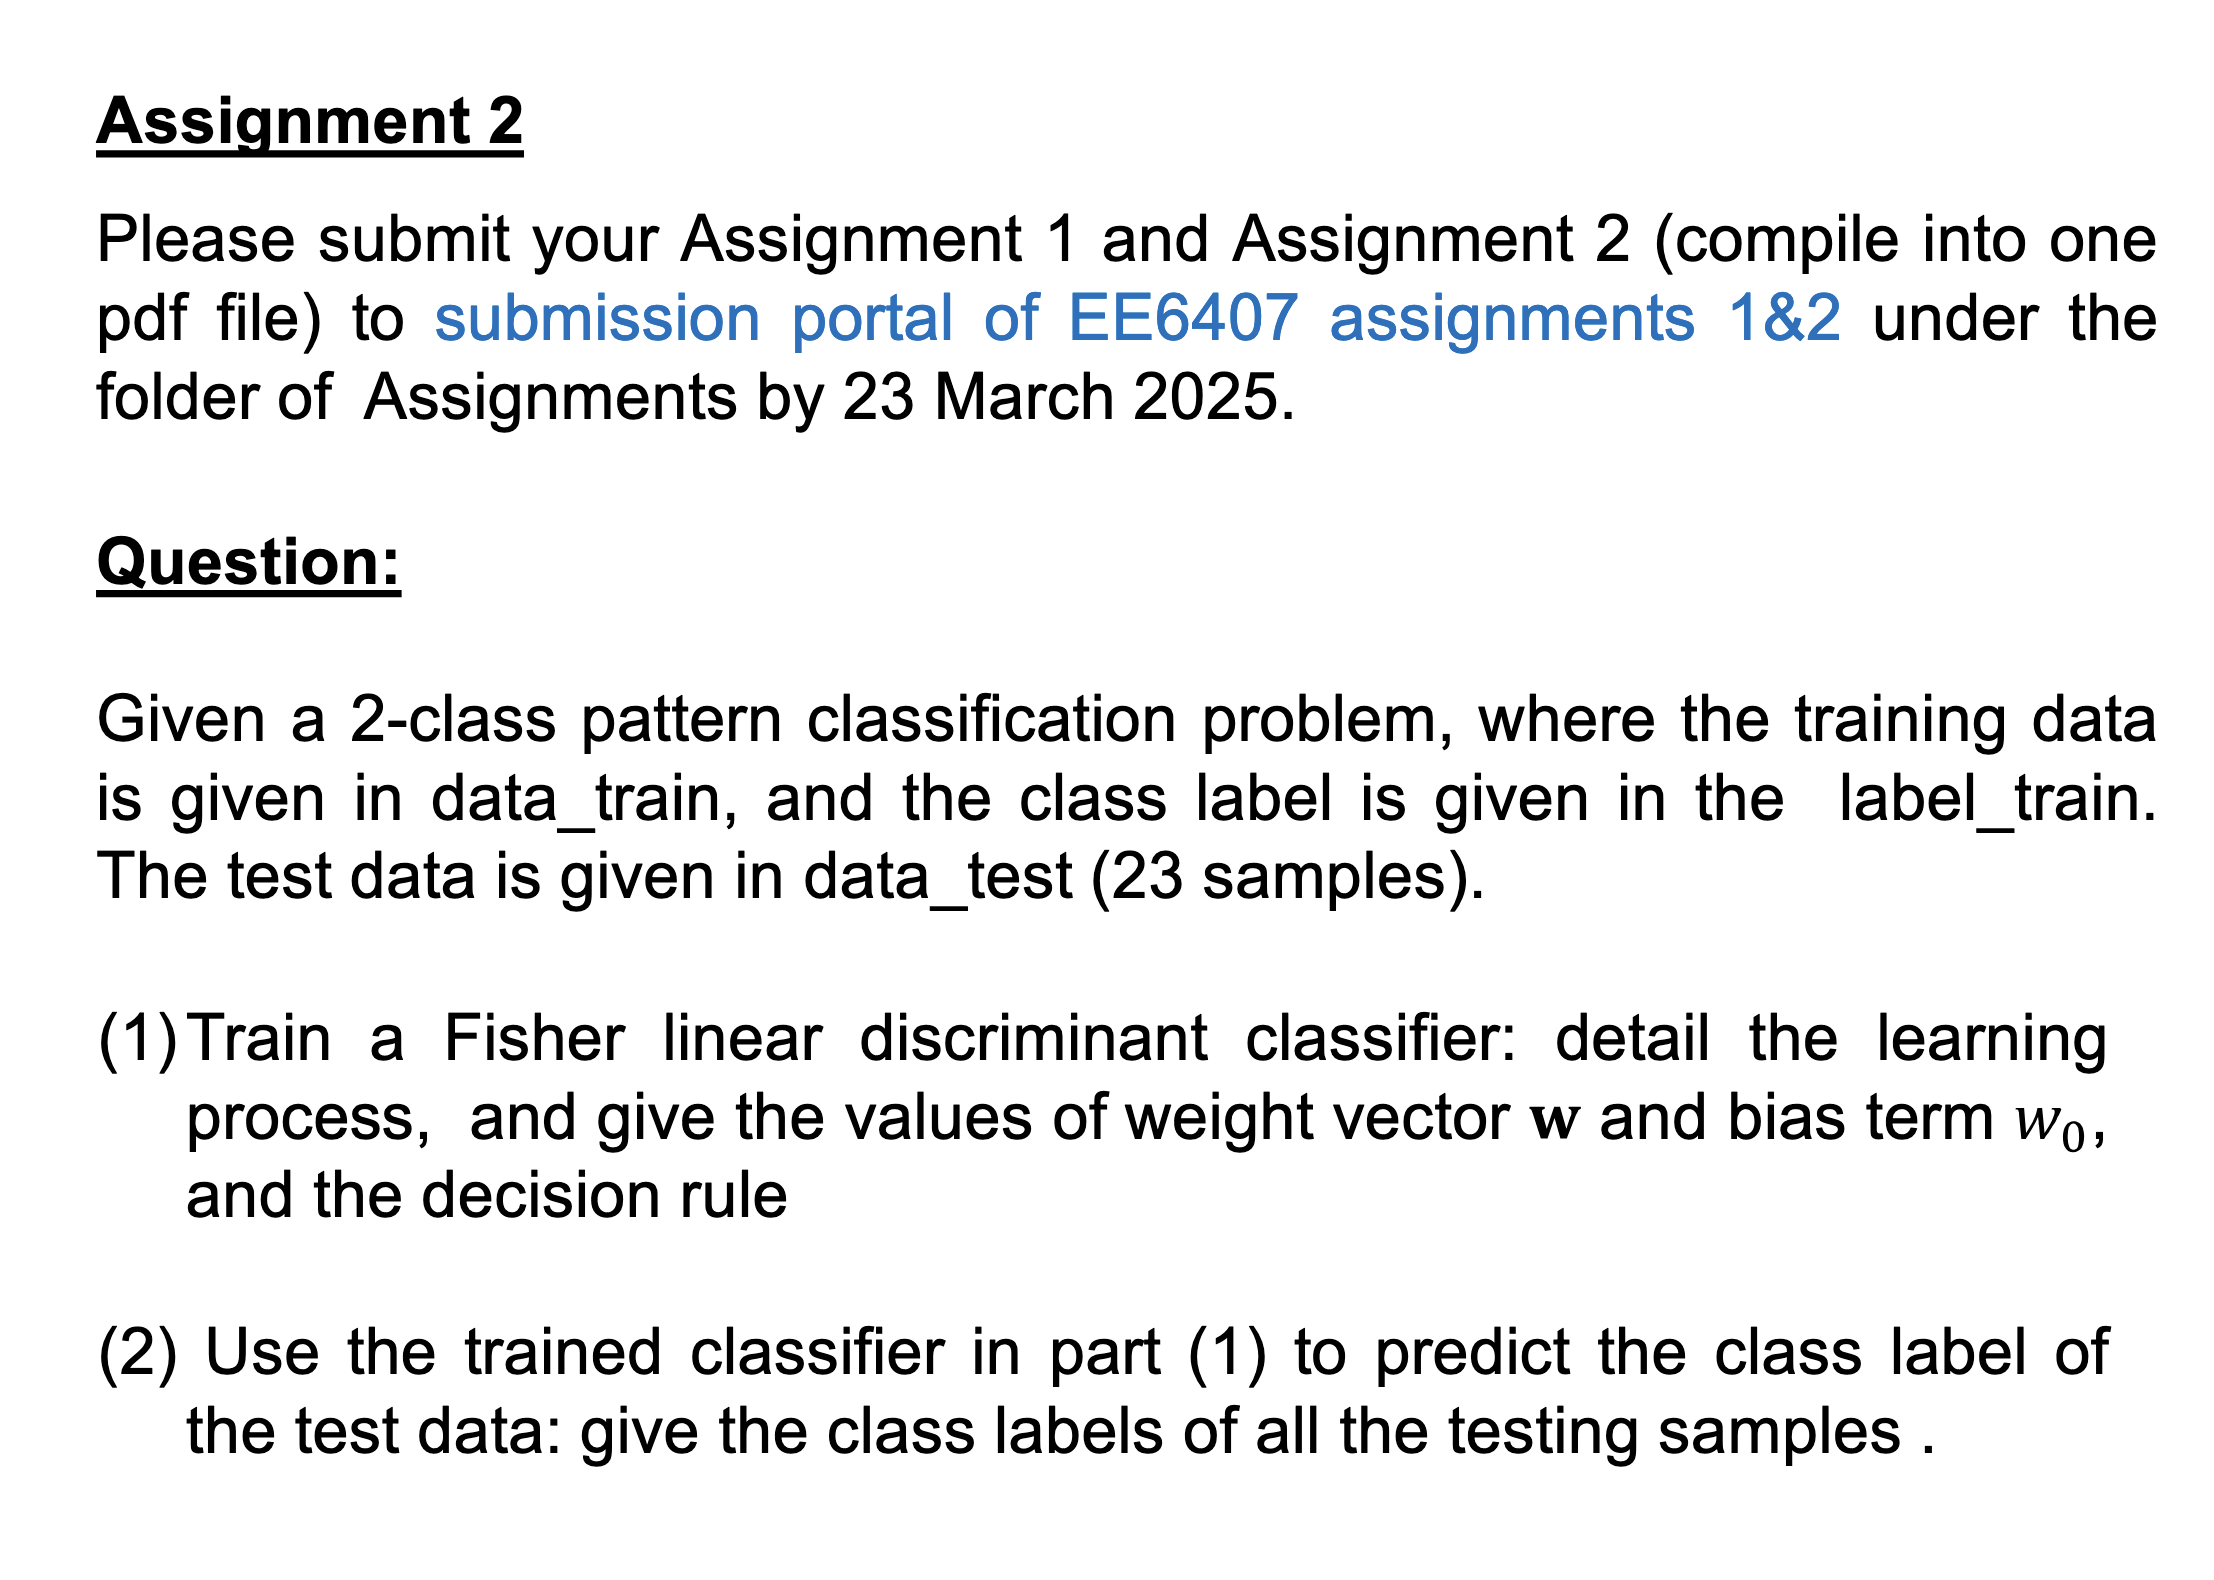 Assignment 2
Please submit your Assignment 1 and Assignment 2 (compile into one
pdf file) to submission portal of EE6407 assignments 1&2 under the
folder of Assignments by 23 March 2025.
Question:
Given a 2-class pattern classification problem, where the training data
is given in data_train, and the class label is given in the label_train.
The test data is given in data_test (23 samples).
(1) Train a Fisher linear discriminant classifier: detail the learning
process, and give the values of weight vector w and bias term w₀,
and the decision rule
(2) Use the trained classifier in part (1) to predict the class label of
the test data: give the class labels of all the testing samples .